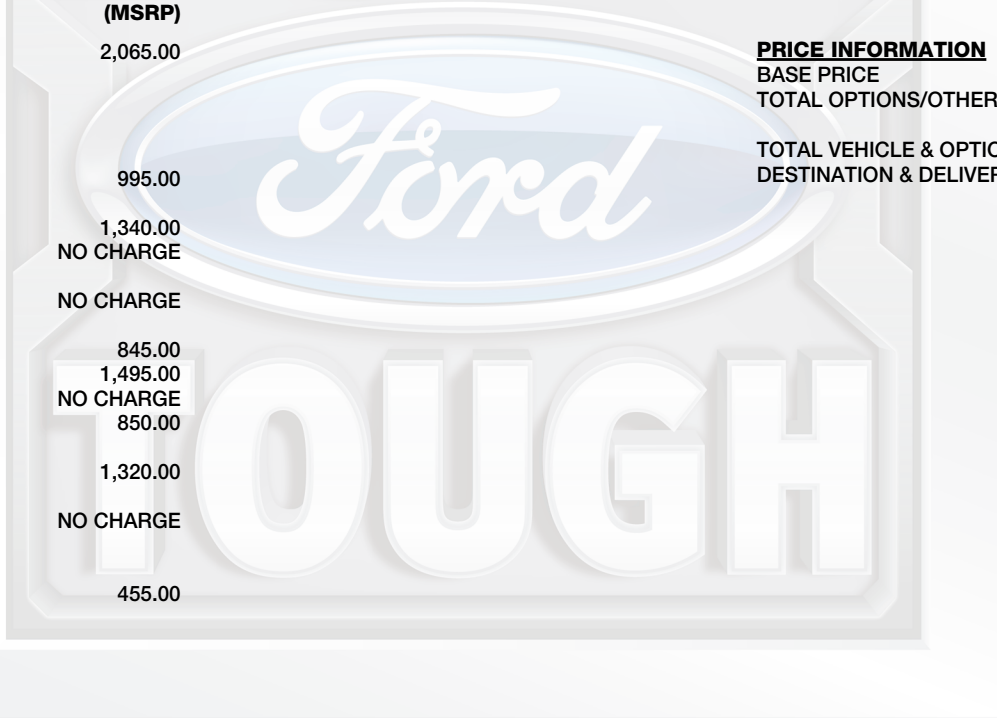 (MSRP)
2,065.00
995.00
1,340.00
NO CHARGE
NO CHARGE
845.00
1,495.00
NO CHARGE
850.00
1,320.00
NO CHARGE
455.00
PRICE INFORMATION
BASE PRICE
TOTAL OPTIONS/OTHER
TOTAL VEHICLE & OPTIO
DESTINATION & DELIVER
Ford
TOUGH